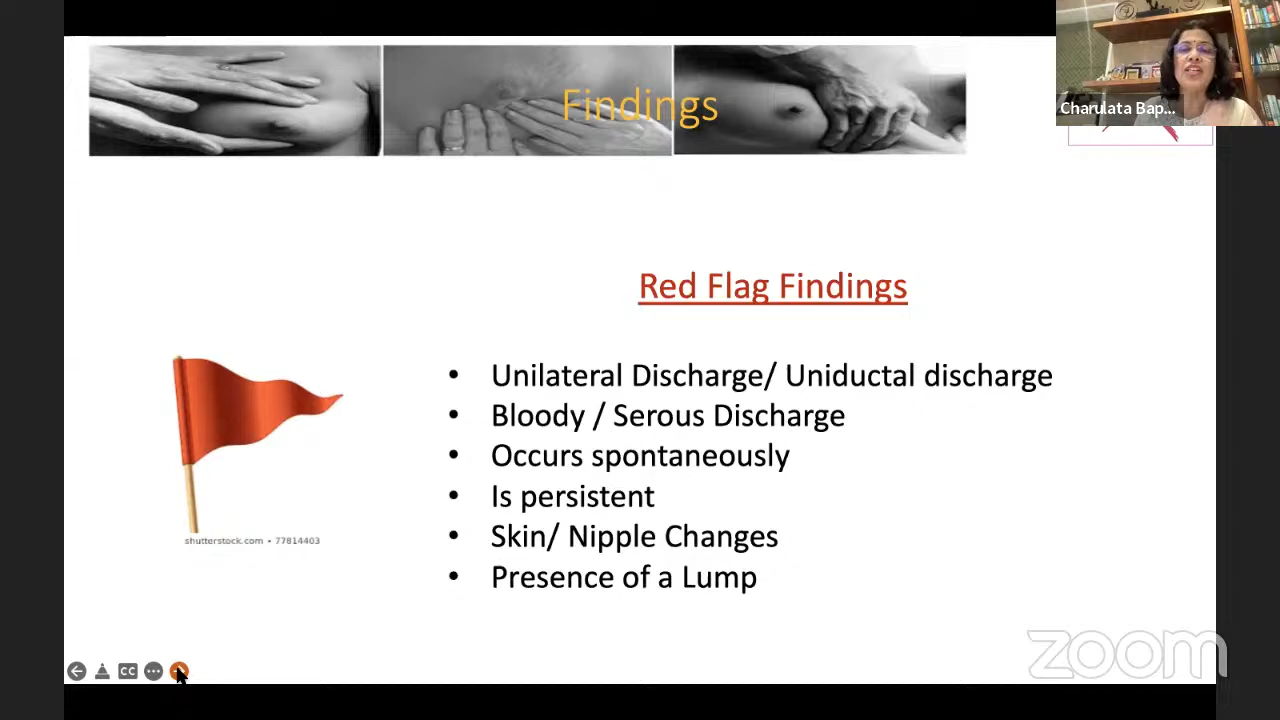 Findings
Charulata Bap...
Red Flag Findings
• Unilateral Discharge/ Uniductal discharge
• Bloody / Serous Discharge
• Occurs spontaneously
• Is persistent
• Skin/ Nipple Changes
• Presence of a Lump
shutterstock.com • 77814403
CC
zoom